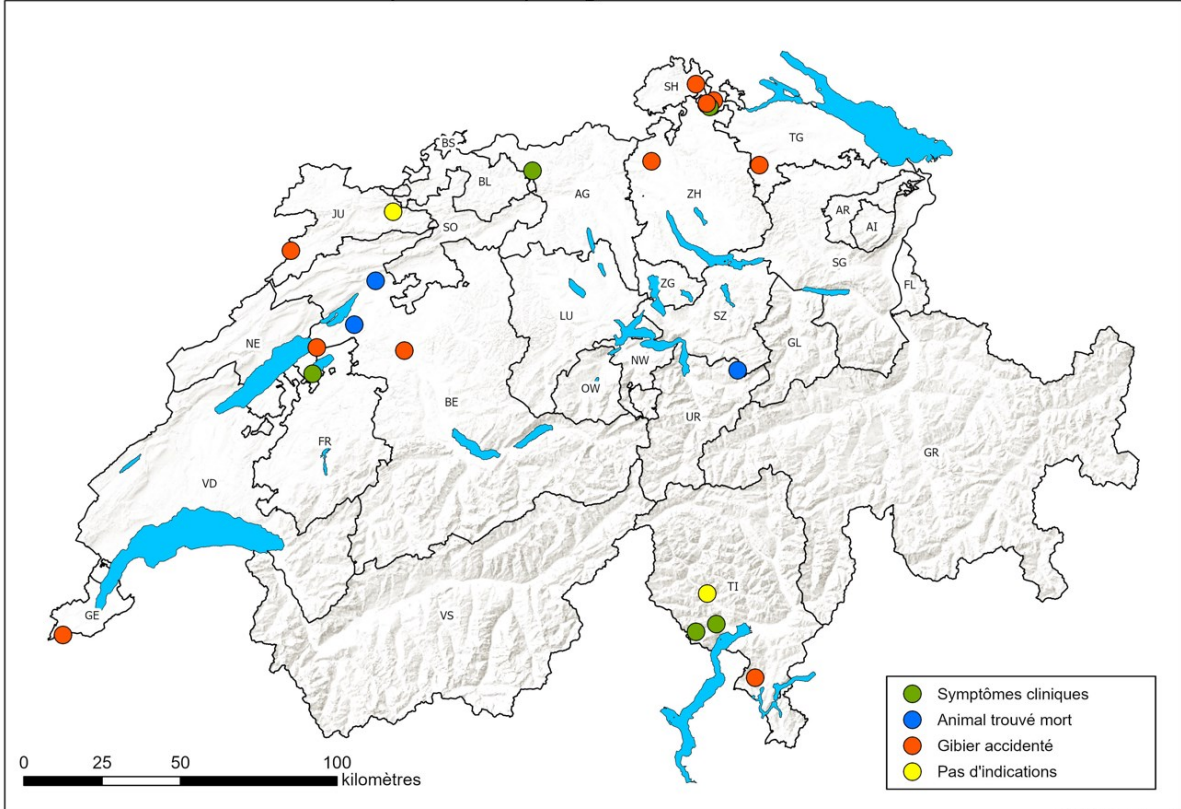 SH
BS
TG
BL
AG
ZH
JU
AR
SO
AI
SG
ZG
FL
LU
SZ
NE
GL
NW
OW
BE
UR
FR
GR
VD
TI
GE
VS
Symptômes cliniques
Animal trouvé mort
Gibier accidenté
Pas d'indications
0 25 50 100
kilomètres